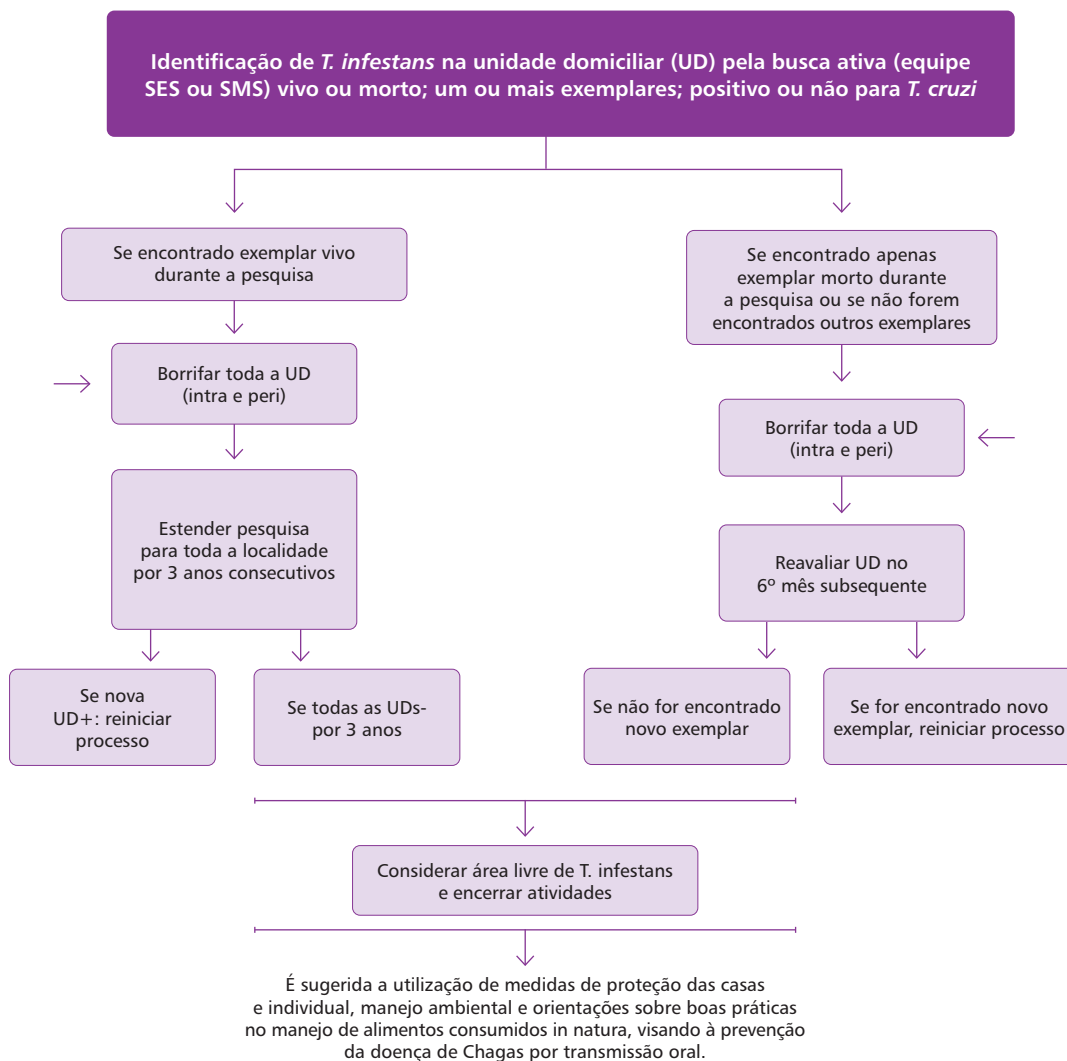 Identificação de T. infestans na unidade domiciliar (UD) pela busca ativa (equipe
SES ou SMS) vivo ou morto; um ou mais exemplares; positivo ou não para T. cruzi
Se encontrado exemplar vivo
durante a pesquisa
Borrifar toda a UD
(intra e peri)
Estender pesquisa
para toda a localidade
por 3 anos consecutivos
Se nova
UD+: reiniciar
processo
Se todas as UDs-
por 3 anos
Se encontrado apenas
exemplar morto durante
a pesquisa ou se não forem
encontrados outros exemplares
Borrifar toda a UD
(intra e peri)
Reavaliar UD no
6º mês subsequente
Se não for encontrado
novo exemplar
Se for encontrado novo
exemplar, reiniciar processo
Considerar área livre de T. infestans
e encerrar atividades
É sugerida a utilização de medidas de proteção das casas
e individual, manejo ambiental e orientações sobre boas práticas
no manejo de alimentos consumidos in natura, visando à prevenção
da doença de Chagas por transmissão oral.